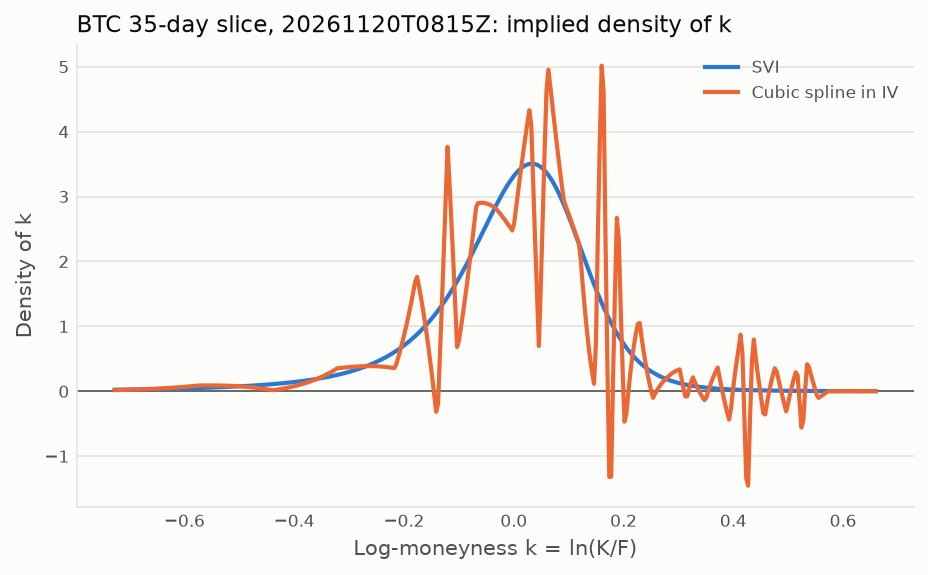 BTC 35-day slice, 20261120T0815Z: implied density of k
SVI
Cubic spline in IV
Density of k
5
4
3
2
1
0
−1
−0.6
−0.4
−0.2
0.0
0.2
0.4
0.6
Log-moneyness k = ln(K/F)